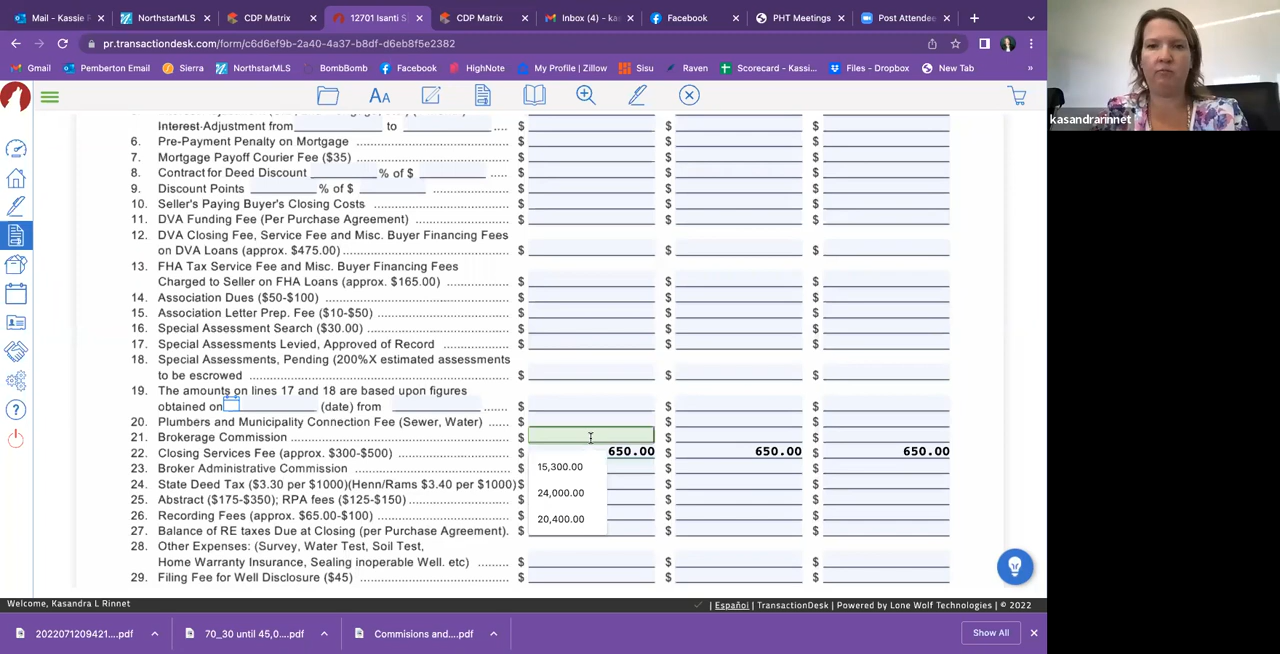 Mail - Kassie P
NorthstarMLS
CDP Matrix
12701 Isanti S
CDP Matrix
Inbox (4) - ka
Facebook
PHT Meetings
Post Attende
pr.transactiondesk.com/form/c6d6ef9b-2a40-4a37-b8df-d6eb8f5e2382
Gmail
Pemberton Email
Sierra
NorthstarMLS
BombBomb
Facebook
HighNote
My Profile | Zillow
Sisu
Raven
Scorecard - Kassi...
Files - Dropbox
New Tab
»
kasandrarinnet
Interest Adjustment from to .... $ $ $
6. Pre-Payment Penalty on Mortgage $ $ $
7. Mortgage Payoff Courier Fee ($35) $ $ $
8. Contract for Deed Discount % of $ ..... $ $ $
9. Discount Points % of $ $ $ $
10. Seller's Paying Buyer's Closing Costs $ $ $
11. DVA Funding Fee (Per Purchase Agreement) $ $ $
12. DVA Closing Fee, Service Fee and Misc. Buyer Financing Fees
on DVA Loans (approx. $475.00) $ $ $
13. FHA Tax Service Fee and Misc. Buyer Financing Fees
Charged to Seller on FHA Loans (approx. $165.00) $ $ $
14. Association Dues ($50-$100) $ $ $
15. Association Letter Prep. Fee ($10-$50) $ $ $
16. Special Assessment Search ($30.00) $ $ $
17. Special Assessments Levied, Approved of Record $ $ $
18. Special Assessments, Pending (200%X estimated assessments
to be escrowed $ $ $
19. The amounts on lines 17 and 18 are based upon figures
obtained on (date) from ...... $ $ $
20. Plumbers and Municipality Connection Fee (Sewer, Water) ...... $ $ $
21. Brokerage Commission $ $ $
22. Closing Services Fee (approx. $300-$500) $ 650.00 $ 650.00 $ 650.00
23. Broker Administrative Commission $ $ $
24. State Deed Tax ($3.30 per $1000)(Henn/Rams $3.40 per $1000) $ $ $
25. Abstract ($175-$350); RPA fees ($125-$150) $ $ $
26. Recording Fees (approx. $65.00-$100) $ $ $
27. Balance of RE taxes Due at Closing (per Purchase Agreement). $ $ $
28. Other Expenses: (Survey, Water Test, Soil Test,
Home Warranty Insurance, Sealing inoperable Well. etc) $ $ $
29. Filing Fee for Well Disclosure ($45) $ $ $
15,300.00
24,000.00
20,400.00
Welcome, Kasandra L Rinnet
| Español | TransactionDesk | Powered by Lone Wolf Technologies | © 2022
2022071209421....pdf
70_30 until 45,0....pdf
Commisions and....pdf
Show All